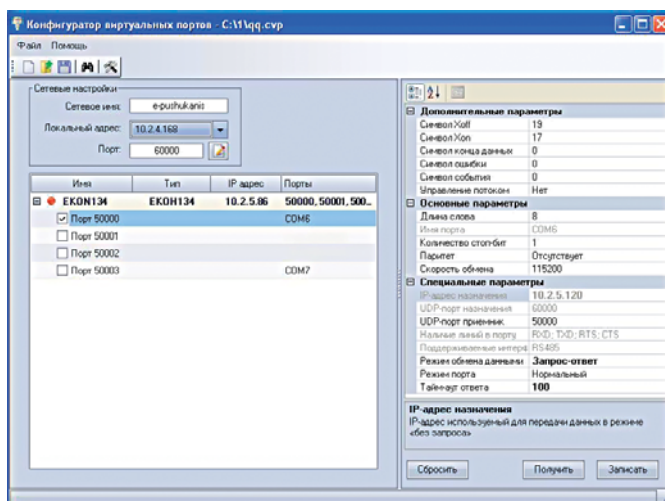 Конфигуратор виртуальных портов - C:\1\qq.cvp
Файл Помощь
Сетевые настройки
Сетевое имя: e-pushukanis
Локальный адрес: 10.2.4.168
Порт: 60000
Имя Тип IP адрес Порты
EKON134 EKOH134 10.2.5.86 50000, 50001, 500...
Порт 50000 COM6
Порт 50001
Порт 50002
Порт 50003 COM7
Дополнительные параметры
Символ Xoff 19
Символ Xon 17
Символ конца данных 0
Символ ошибки 0
Символ события 0
Управление потоком Нет
Основные параметры
Длина слова 8
Имя порта COM6
Количество стоп-бит 1
Паритет Отсутствует
Скорость обмена 115200
Специальные параметры
IP-адрес назначения 10.2.5.120
UDP-порт назначения 60000
UDP-порт приемник. 50000
Наличие линий в порту RXD; TXD; RTS; CTS
Поддерживаемые интерф RS485
Режим обмена данными Запрос-ответ
Режим порта Нормальный
Таймаут ответа 100
IP-адрес назначения
IP-адрес используемый для передачи данных в режиме
«без запроса»
Сбросить Получить Записать